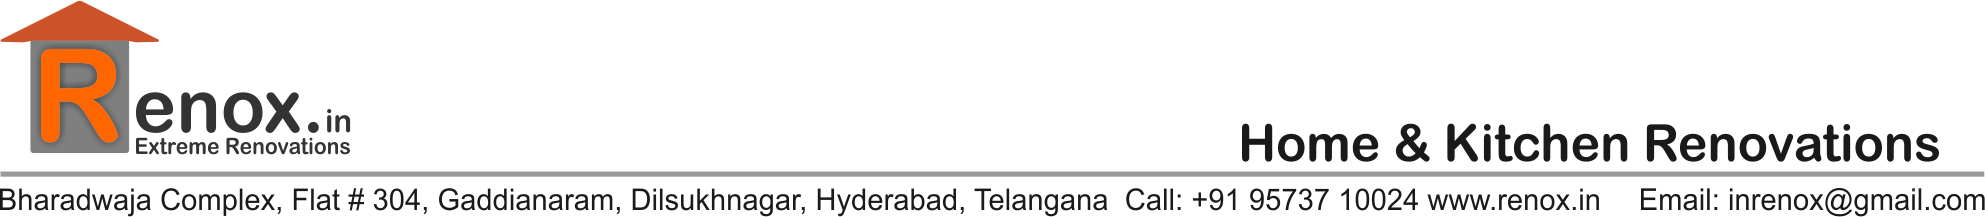 Renox.in
Extreme Renovations
Home & Kitchen Renovations
Bharadwaja Complex, Flat # 304, Gaddianaram, Dilsukhnagar, Hyderabad, Telangana Call: +91 95737 10024 www.renox.in Email: inrenox@gmail.com